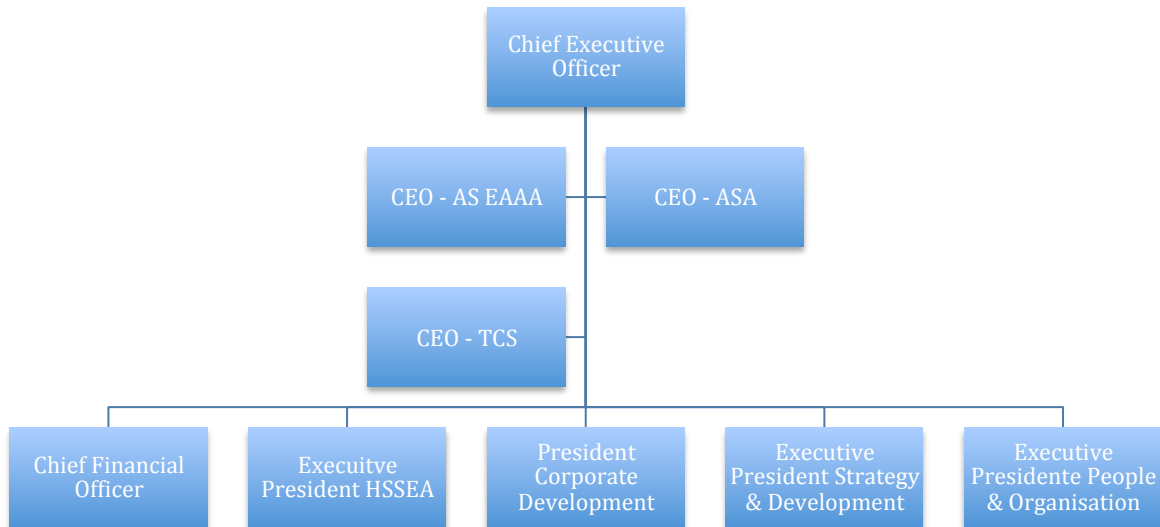 Chief Executive
Officer
CEO - AS EAAA
CEO - ASA
CEO - TCS
Chief Financial
Officer
Execuitve
President HSSEA
President
Corporate
Development
Executive
President Strategy
& Development
Executive
Presidente People
& Organisation